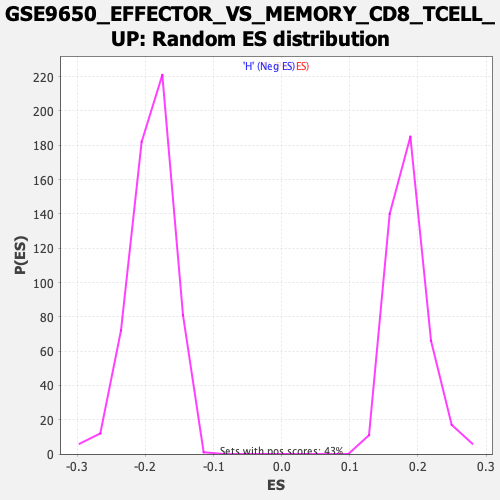 GSE9650_EFFECTOR_VS_MEMORY_CD8_TCELL_
UP: Random ES distribution
'H' (Neg ES)ES)
220
200
180
160
140
120
100
80
60
40
20
0
P(ES)
Sets with pos scores: 43%
-0.3 -0.2 -0.1 0.0 0.1 0.2 0.3
ES